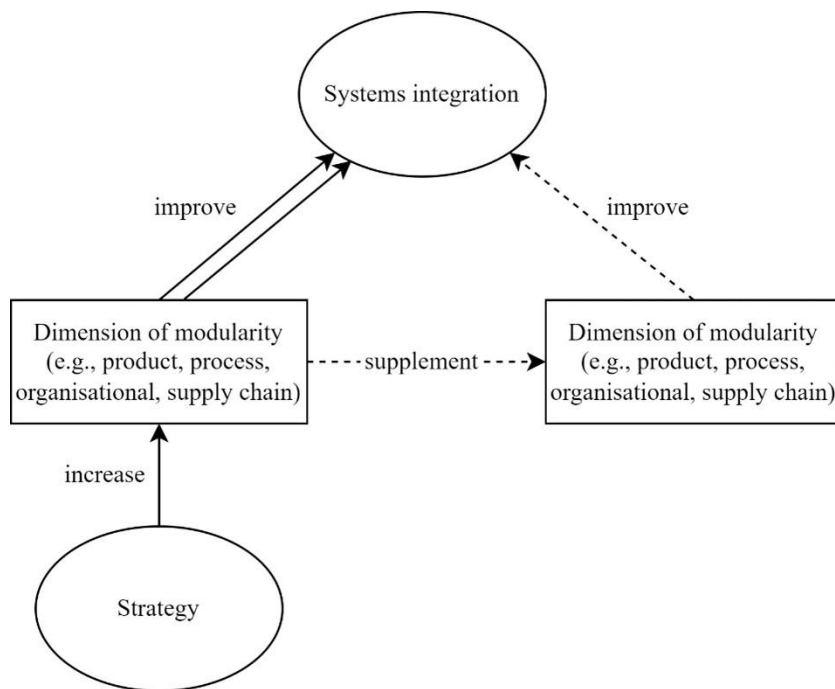 Systems integration
improve
improve
Dimension of modularity
(e.g., product, process,
organisational, supply chain)
supplement
Dimension of modularity
(e.g., product, process,
organisational, supply chain)
increase
Strategy